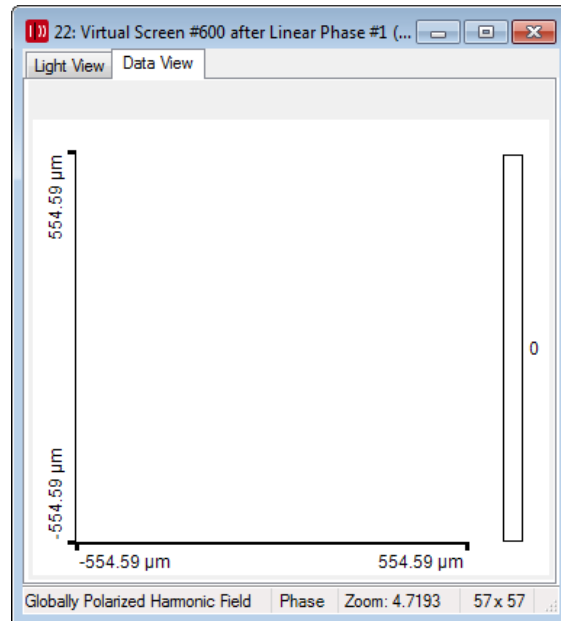 22: Virtual Screen #600 after Linear Phase #1 (...
Light View Data View
554.59 µm
-554.59 µm
0
-554.59 µm 554.59 µm
Globally Polarized Harmonic Field Phase Zoom: 4.7193 57 x 57